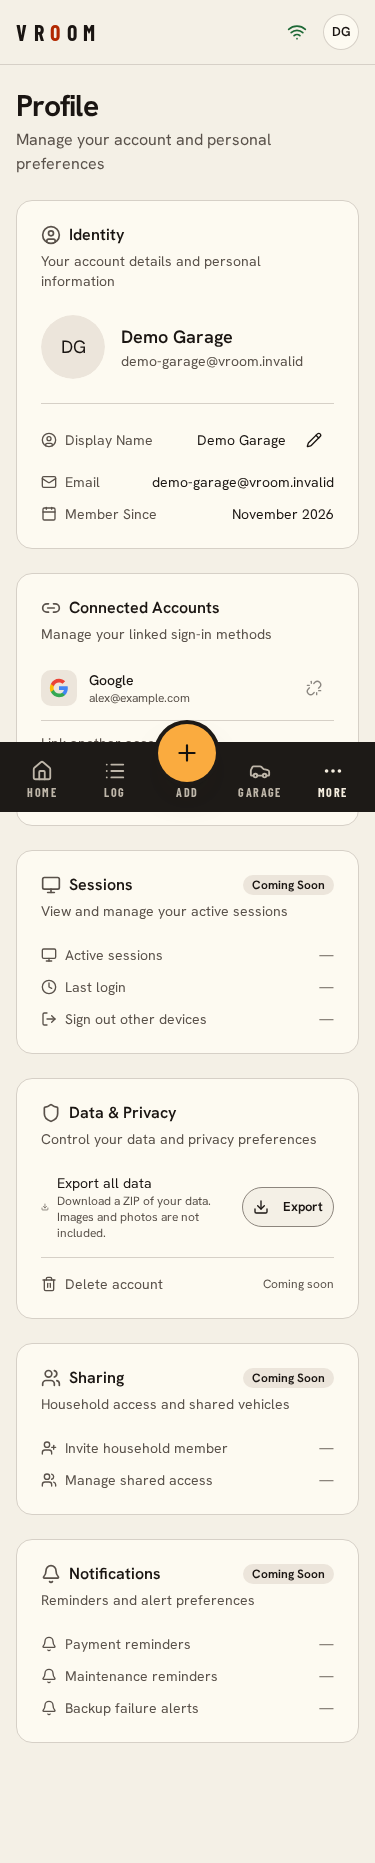 VROOM
DG
Profile
Manage your account and personal
preferences
Identity
Your account details and personal
information
DG
Demo Garage
demo-garage@vroom.invalid
Display Name
Demo Garage
Email
demo-garage@vroom.invalid
Member Since
November 2026
Connected Accounts
Manage your linked sign-in methods
Google
alex@example.com
Link another
HOME
LOG
ADD
GARAGE
MORE
Sessions
Coming Soon
View and manage your active sessions
Active sessions
—
Last login
—
Sign out other devices
—
Data & Privacy
Control your data and privacy preferences
Export all data
Download a ZIP of your data.
Images and photos are not
included.
Export
Delete account
Coming soon
Sharing
Coming Soon
Household access and shared vehicles
Invite household member
—
Manage shared access
—
Notifications
Coming Soon
Reminders and alert preferences
Payment reminders
—
Maintenance reminders
—
Backup failure alerts
—